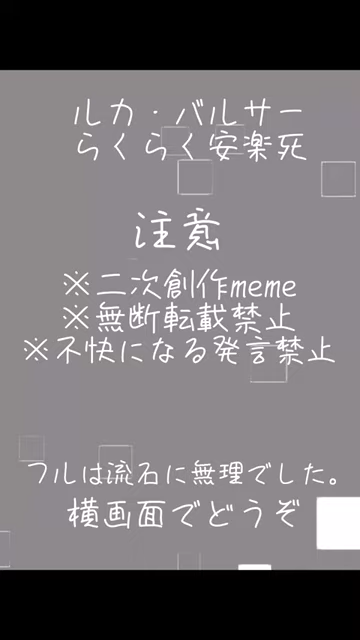 ルカ・バルサー
らくらく安楽死
注意
※二次創作meme
※無断転載禁止
※不快になる発言禁止
フルは流石に無理でした。
横画面でどうぞ